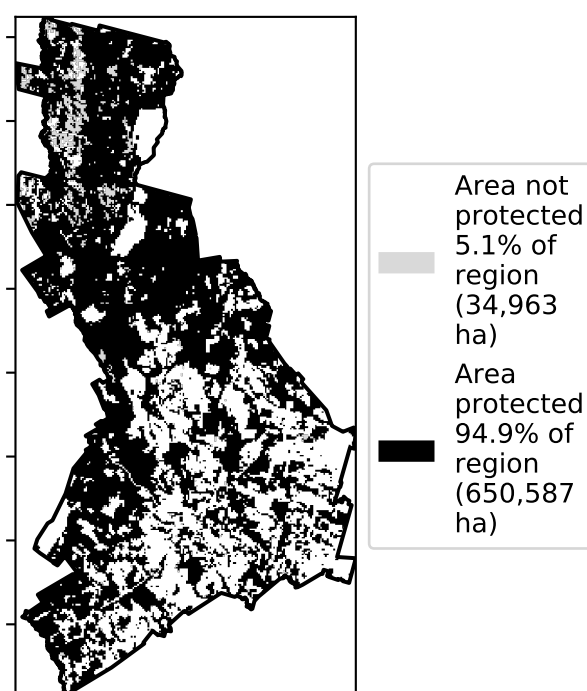 Area not
protected
5.1% of
region
(34,963
ha)
Area
protected
94.9% of
region
(650,587
ha)